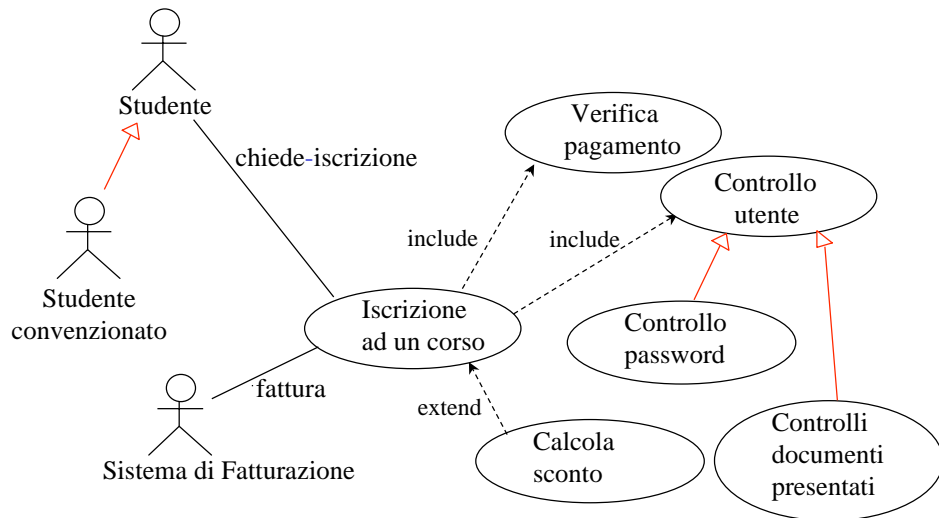 Studente
chiede-iscrizione
Verifica
pagamento
Controllo
utente
include
include
Studente
convenzionato
Iscrizione
ad un corso
Controllo
password
fattura
extend
Sistema di Fatturazione
Calcola
sconto
Controlli
documenti
presentati